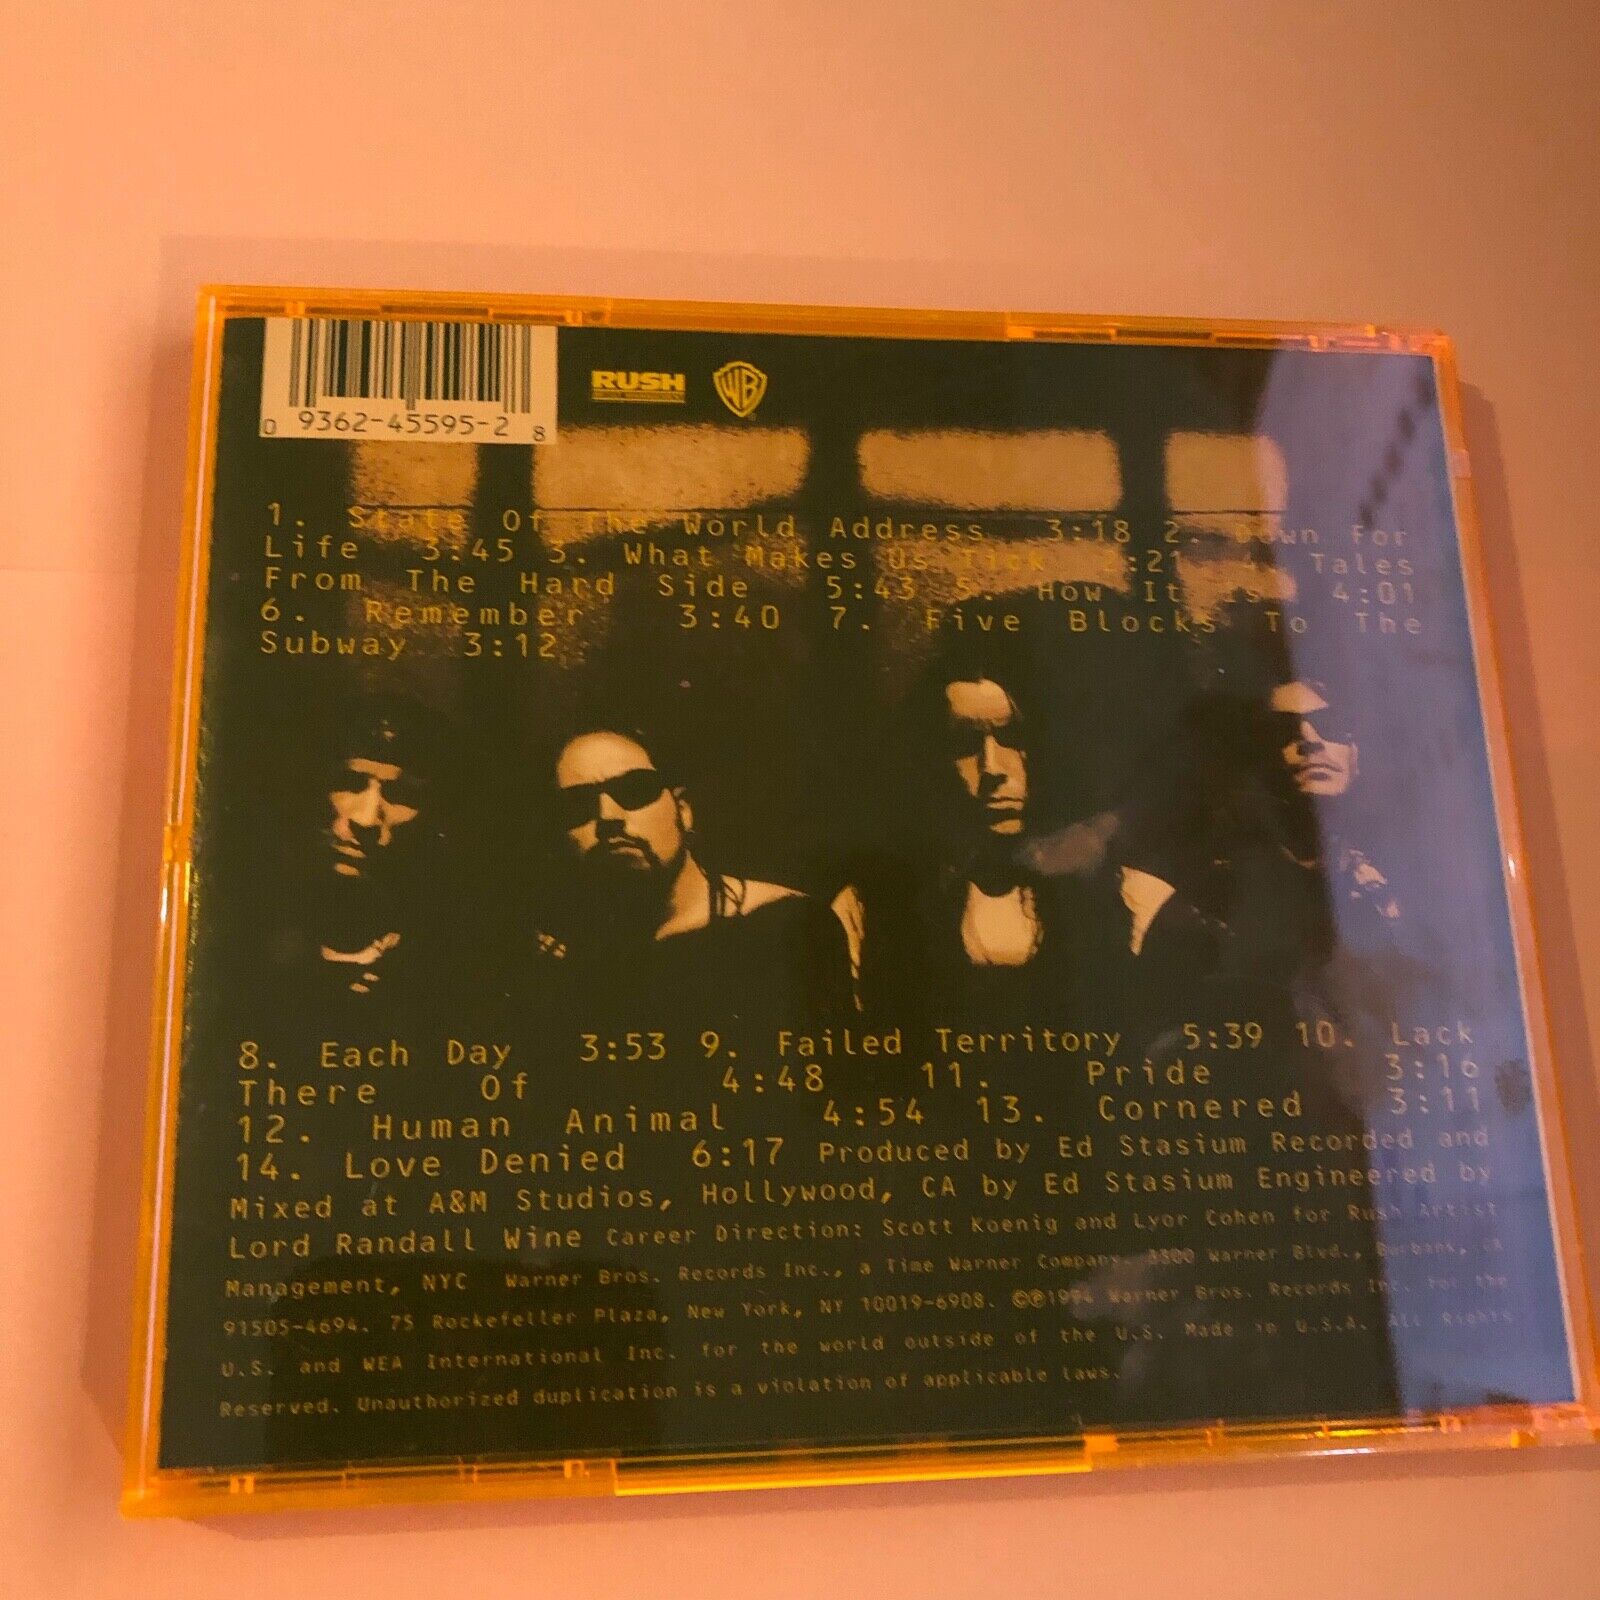 0 9362-45595-2 8
RUSH
WB
1. State Of The World Address 3:18 2. Down For
Life 3:45 3. What Makes Us Tick 2:21 4. Tales
From The Hard Side 5:43 5. How It Is 4:01
6. Remember 3:40 7. Five Blocks To The
Subway 3:12
8. Each Day 3:53 9. Failed Territory 5:39 10. Lack
There Of 4:48 11. Pride 3:16
12. Human Animal 4:54 13. Cornered 3:11
14. Love Denied 6:17 Produced by Ed Stasium Recorded and
Mixed at A&M Studios, Hollywood, CA by Ed Stasium Engineered by
Lord Randall Wine Career Direction: Scott Koenig and Lyor Cohen for Rush Artist
Management, NYC Warner Bros. Records Inc., a Time Warner Company. 3300 Warner Blvd., Burbank, CA
91505-4694. 75 Rockefeller Plaza, New York, NY 10019-6908. ©℗1994 Warner Bros. Records Inc. for the
U.S. and WEA International Inc. for the world outside of the U.S. Made in U.S.A. All Rights
Reserved. Unauthorized duplication is a violation of applicable laws.